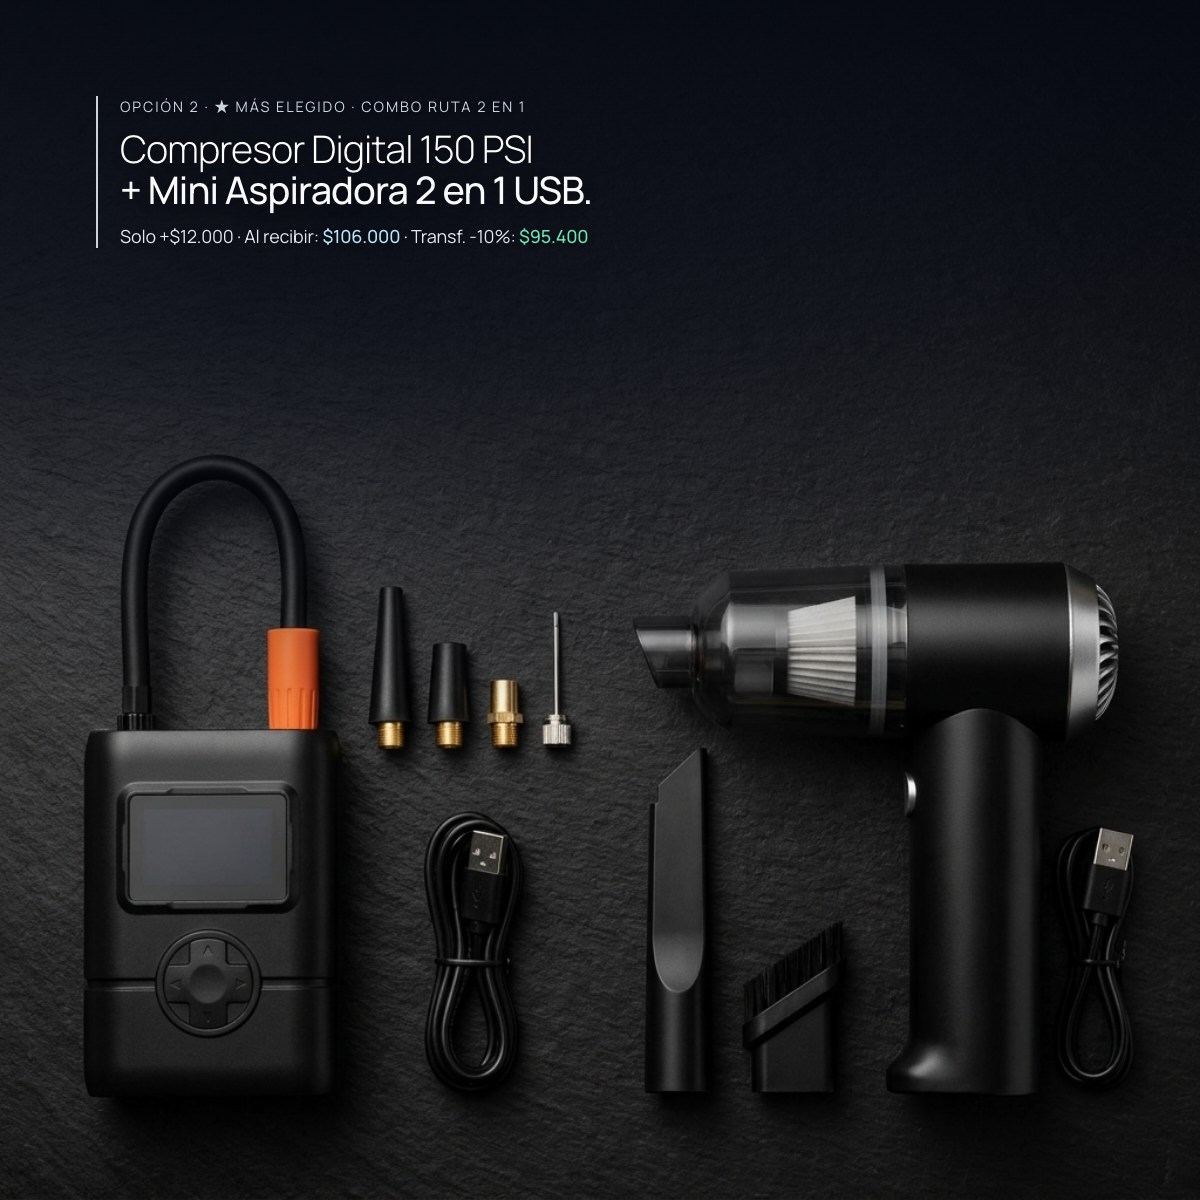 OPCIÓN 2 · ★ MÁS ELEGIDO · COMBO RUTA 2 EN 1
Compresor Digital 150 PSI
+ Mini Aspiradora 2 en 1 USB.
Solo +$12.000 · Al recibir: $106.000 · Transf. -10%: $95.400